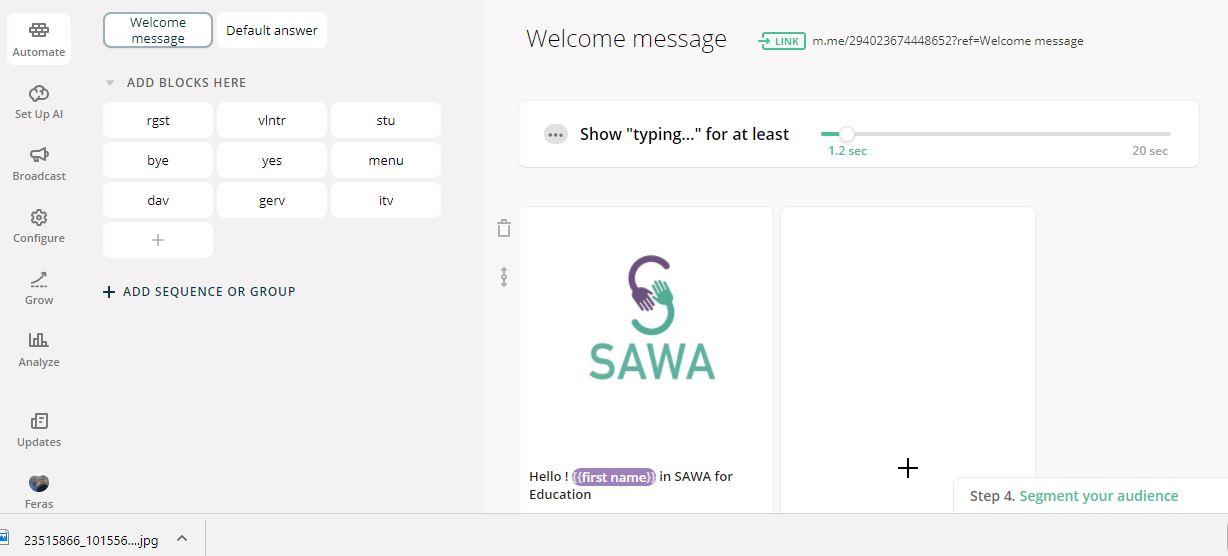 Automate
Set Up AI
Broadcast
Configure
Grow
Analyze
Updates
Feras
Welcome
message
Default answer
ADD BLOCKS HERE
rgst
vlntr
stu
bye
yes
menu
dav
gerv
itv
ADD SEQUENCE OR GROUP
Welcome message
LINK
m.me/294023674448652?ref=Welcome message
Show "typing..." for at least
1.2 sec
20 sec
SAWA
Hello ! {{first name}} in SAWA for
Education
Step 4. Segment your audience
23515866_101556....jpg